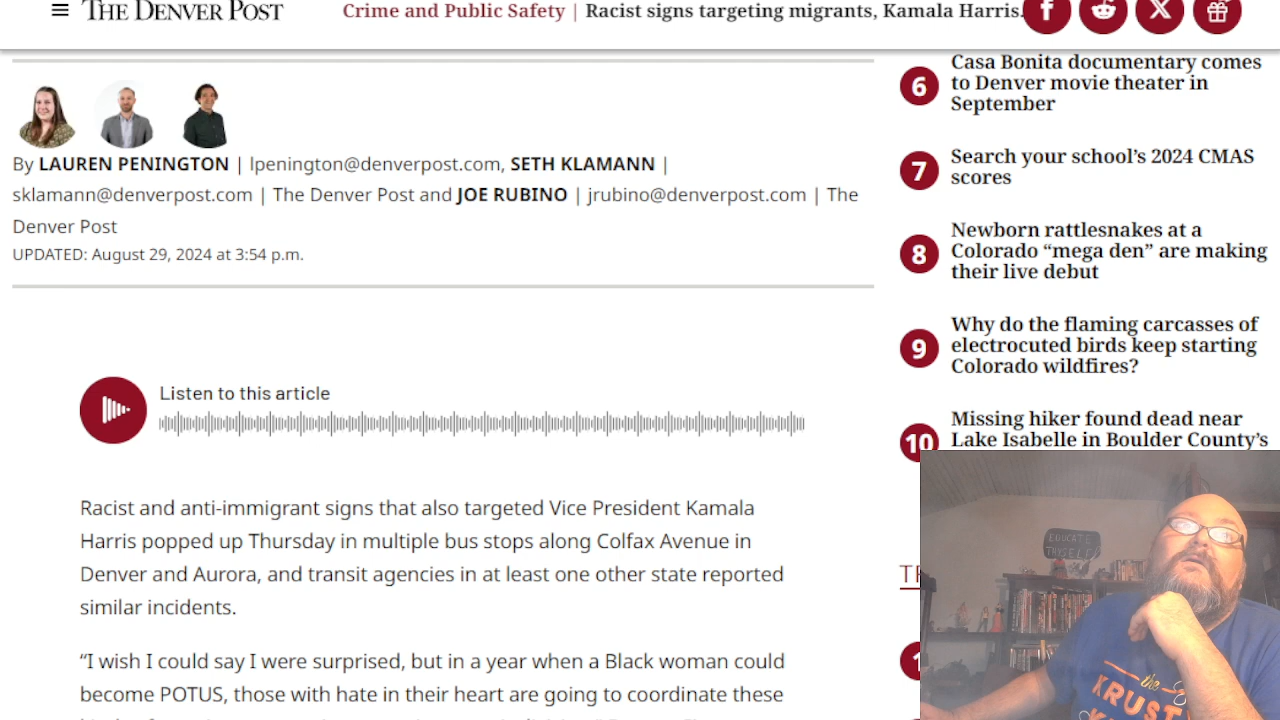 THE DENVER POST
Crime and Public Safety | Racist signs targeting migrants, Kamala Harris.
By LAUREN PENINGTON | lpenington@denverpost.com, SETH KLAMANN |
sklamann@denverpost.com | The Denver Post and JOE RUBINO | jrubino@denverpost.com | The
Denver Post
UPDATED: August 29, 2024 at 3:54 p.m.
Listen to this article
Racist and anti-immigrant signs that also targeted Vice President Kamala
Harris popped up Thursday in multiple bus stops along Colfax Avenue in
Denver and Aurora, and transit agencies in at least one other state reported
similar incidents.
“I wish I could say I were surprised, but in a year when a Black woman could
become POTUS, those with hate in their heart are going to coordinate these
6
Casa Bonita documentary comes
to Denver movie theater in
September
7
Search your school’s 2024 CMAS
scores
8
Newborn rattlesnakes at a
Colorado “mega den” are making
their live debut
9
Why do the flaming carcasses of
electrocuted birds keep starting
Colorado wildfires?
10
Missing hiker found dead near
Lake Isabelle in Boulder County’s
EDUCATE
THYSELF
the
KRUST